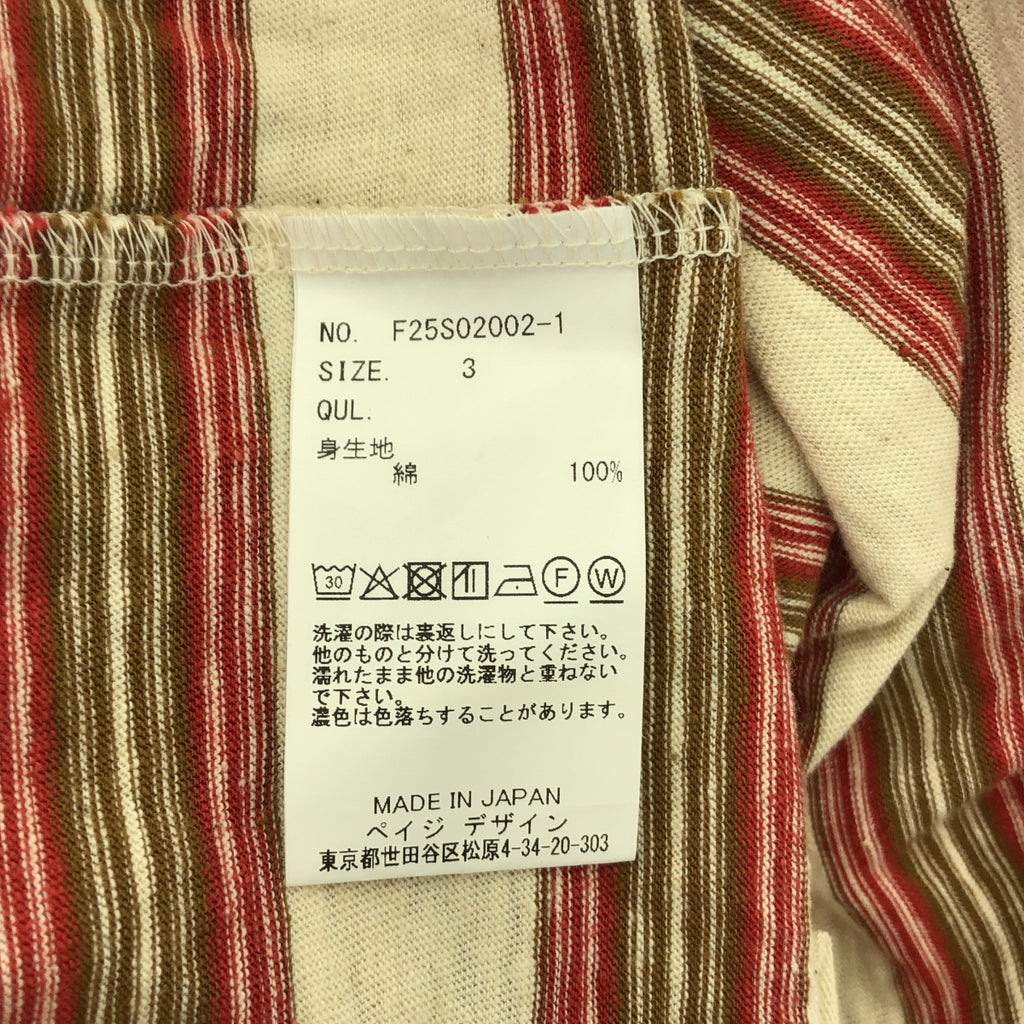 NO. F25S02002-1
SIZE. 3
QUL.
身生地
綿 100%
30 F W
洗濯の際は裏返しにして下さい。
他のものと分けて洗ってください。
濡れたまま他の洗濯物と重ねない
で下さい。
濃色は色落ちすることがあります。
MADE IN JAPAN
ペイジ デザイン
東京都世田谷区松原4-34-20-303